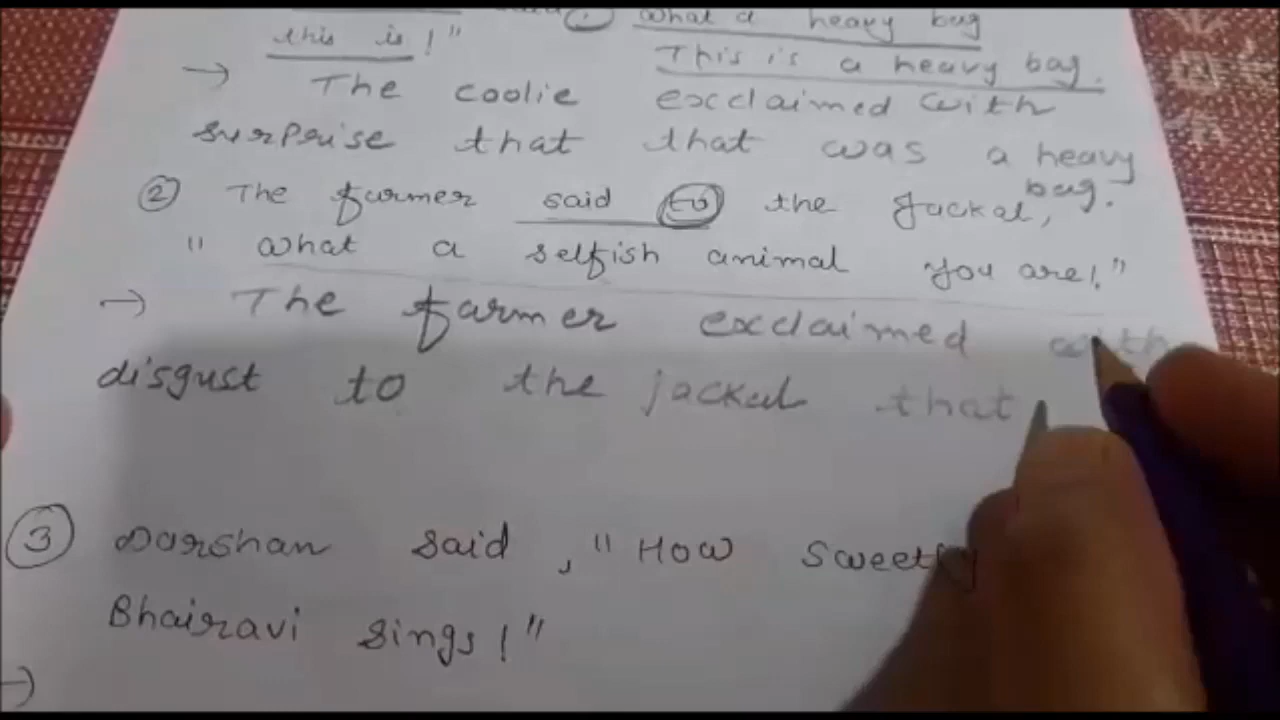 What a heavy bag
this is!"
This is a heavy bag.
→ The coolie exclaimed with
surprise that that was a heavy
bag.
② The farmer said to the Jackal,
"What a selfish animal you are!"
→ The farmer exclaimed with
disgust to the jackal that
③ Darshan said, "How sweetly
Bhairavi sings!"
→